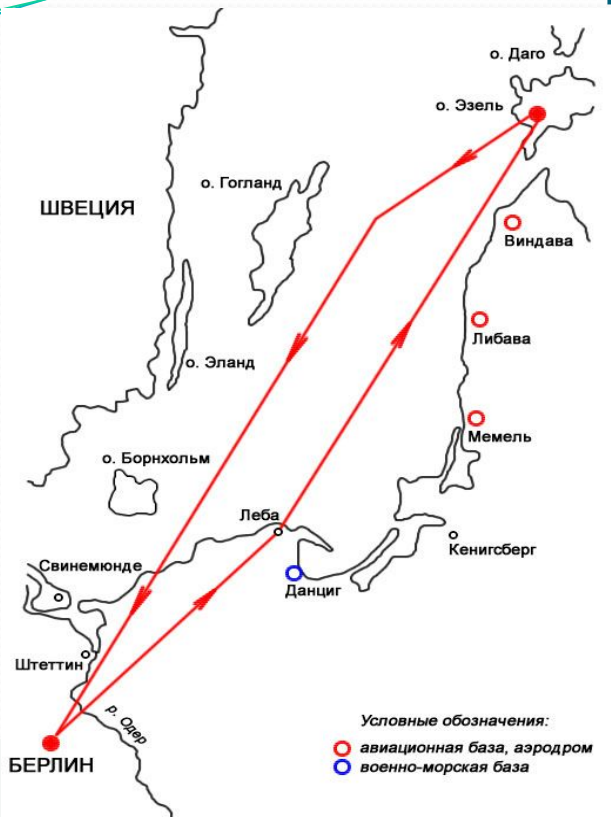 о. Даго
о. Эзель
о. Гогланд
ШВЕЦИЯ
Виндава
Либава
о. Эланд
Мемель
о. Борнхольм
Леба
Кенигсберг
Свинемюнде
Данциг
Штеттин
р. Одер
Условные обозначения:
БЕРЛИН
авиационная база, аэродром
военно-морская база